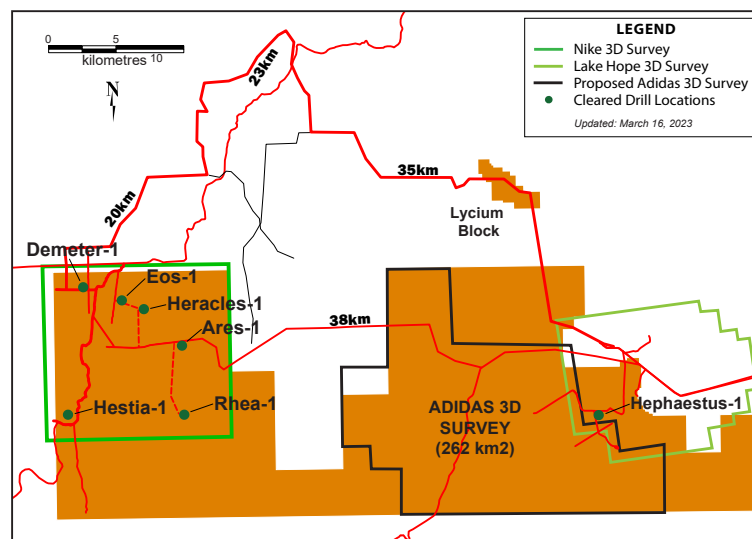 0 5
kilometres 10
N
LEGEND
Nike 3D Survey
Lake Hope 3D Survey
Proposed Adidas 3D Survey
Cleared Drill Locations
Updated: March 16, 2023
23km
35km
20km
Lycium
Block
Demeter-1
Eos-1
Heracles-1
38km
Ares-1
Hestia-1
Rhea-1
ADIDAS 3D
SURVEY
(262 km2)
Hephaestus-1